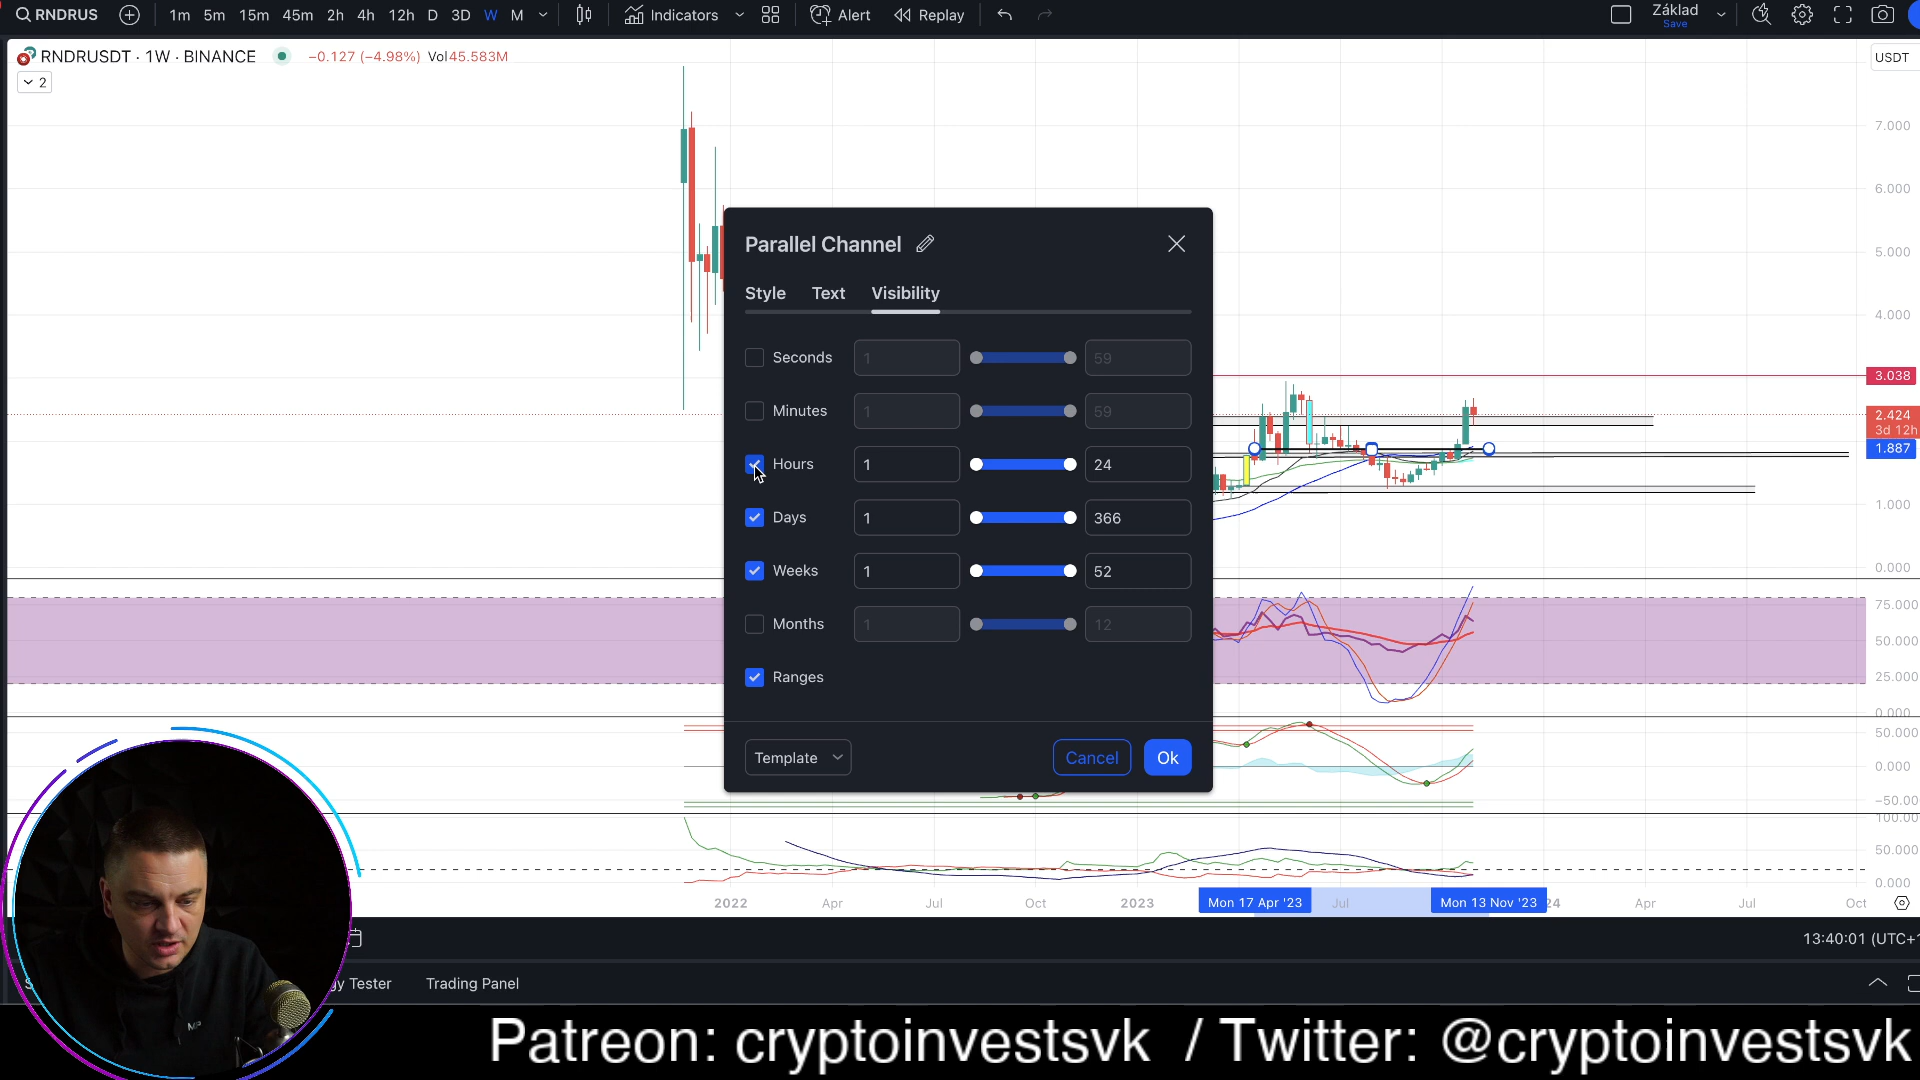 RNDRUS 1m 5m 15m 45m 2h 4h 12h D 3D W M Indicators Alert Replay Základ
Save
RNDRUSDT · 1W · BINANCE −0.127 (−4.98%) Vol45.583M
USDT
2
7.000
6.000
5.000
4.000
3.038
2.424
3d 12h
1.887
1.000
0.000
75.000
50.000
25.000
0.000
50.000
0.000
−50.00
100.00
50.000
0.000
Parallel Channel
Style Text Visibility
Seconds 1 59
Minutes 1 59
Hours 1 24
Days 1 366
Weeks 1 52
Months 1 12
Ranges
Template Cancel Ok
2022 Apr Jul Oct 2023 Mon 17 Apr '23 Jul Mon 13 Nov '23 24 Apr Jul Oct
13:40:01 (UTC+1
gy Tester Trading Panel
Patreon: cryptoinvestsvk / Twitter: @cryptoinvestsvk